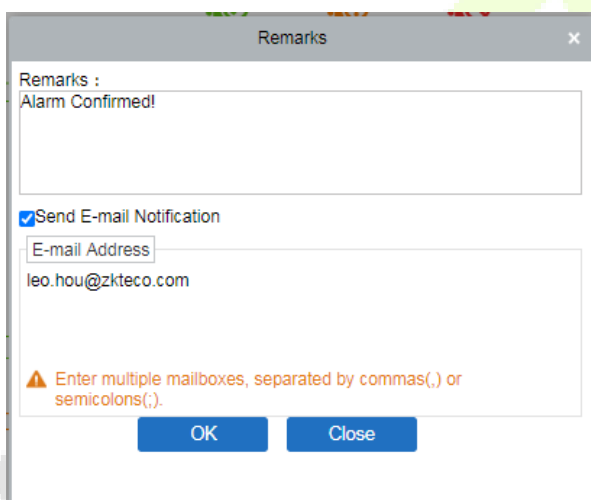 Remarks
×
Remarks :
Alarm Confirmed!
Send E-mail Notification
E-mail Address
leo.hou@zkteco.com
Enter multiple mailboxes, separated by commas(,) or
semicolons(;).
OK
Close